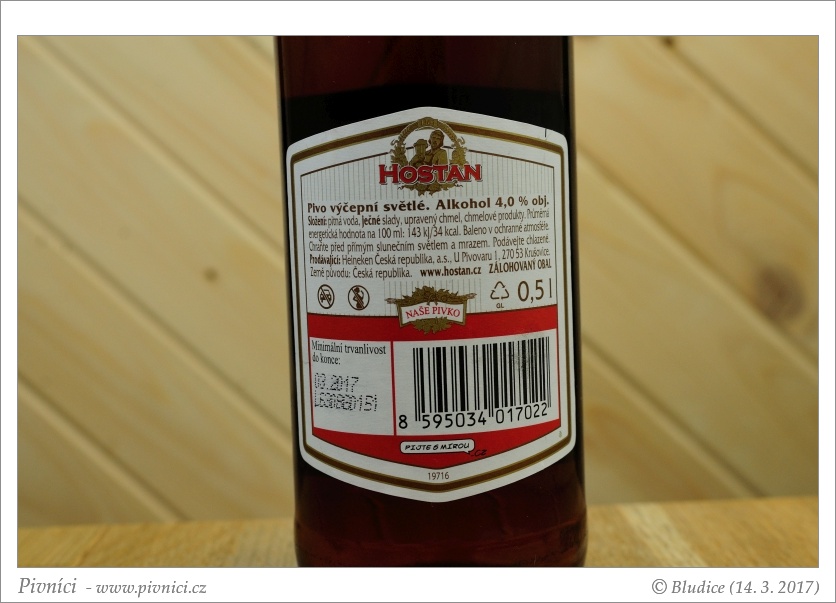 HOSTAN
Pivo výčepní světlé. Alkohol 4,0 % obj.
Složení: pitná voda, ječné slady, upravený chmel, chmelové produkty. Průměrná
energetická hodnota na 100 ml: 143 kJ/34 kcal. Baleno v ochranné atmosféře.
Chraňte před přímým slunečním světlem a mrazem. Podávejte chlazené.
Prodávající: Heineken Česká republika, a.s., U Pivovaru 1, 270 53 Krušovice.
Země původu: Česká republika. www.hostan.cz ZÁLOHOVANÝ OBAL
GL 0,5 l
NAŠE PIVKO
Minimální trvanlivost
do konce:
09.2017
8 595034 017022
PIJTE S MÍROU
.CZ
19716
Pivníci - www.pivnici.cz
© Bludice (14. 3. 2017)